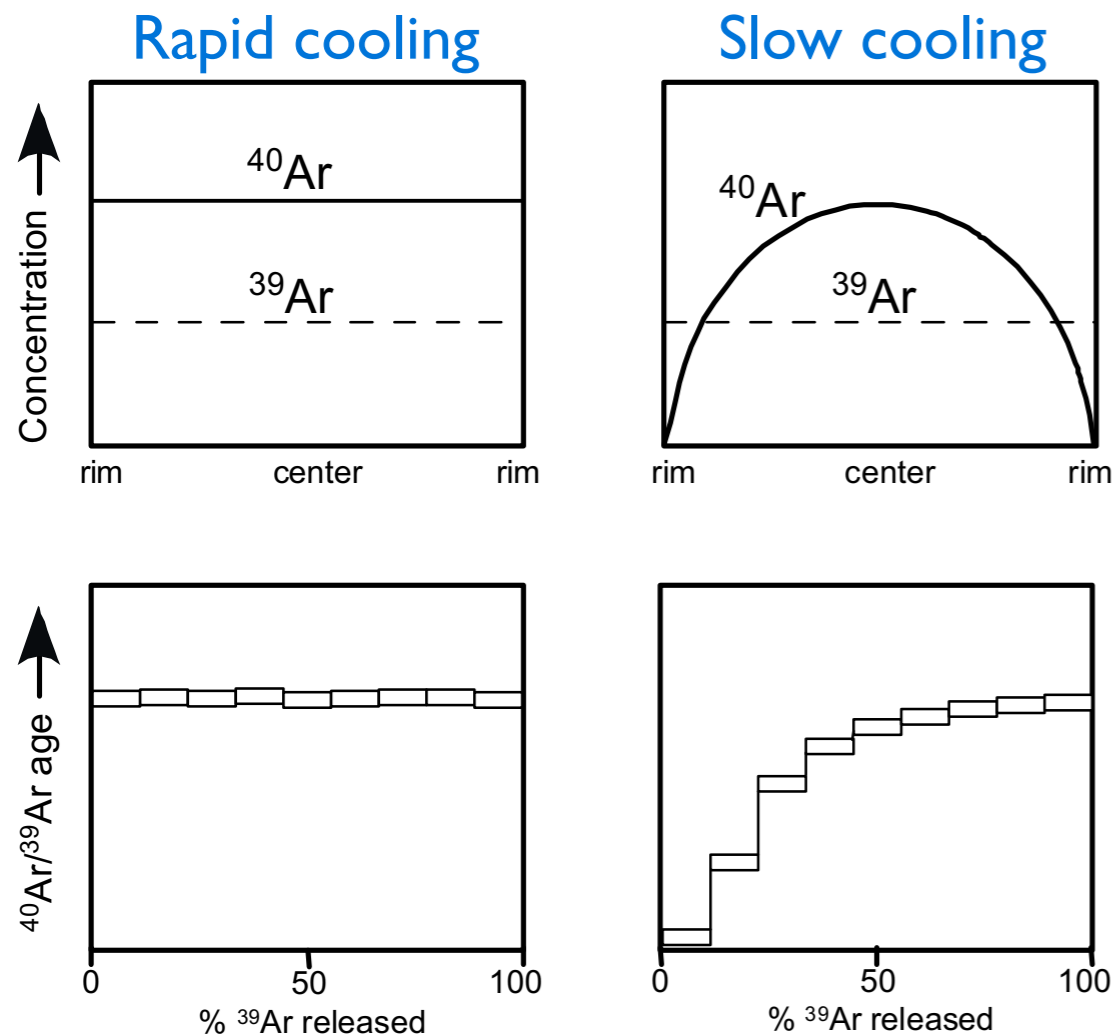 Rapid cooling
Slow cooling
Concentration
⁴⁰Ar
³⁹Ar
rim center rim
⁴⁰Ar
³⁹Ar
rim center rim
⁴⁰Ar/³⁹Ar age
0 50 100
% ³⁹Ar released
0 50 100
% ³⁹Ar released